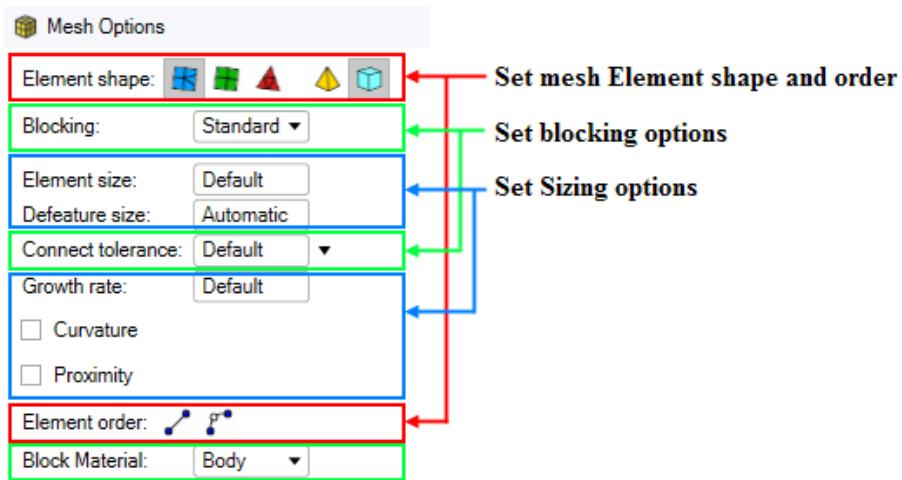 Mesh Options
Element shape:
Set mesh Element shape and order
Blocking: Standard
Set blocking options
Element size: Default
Set Sizing options
Defeature size: Automatic
Connect tolerance: Default
Growth rate: Default
Curvature
Proximity
Element order:
Block Material: Body